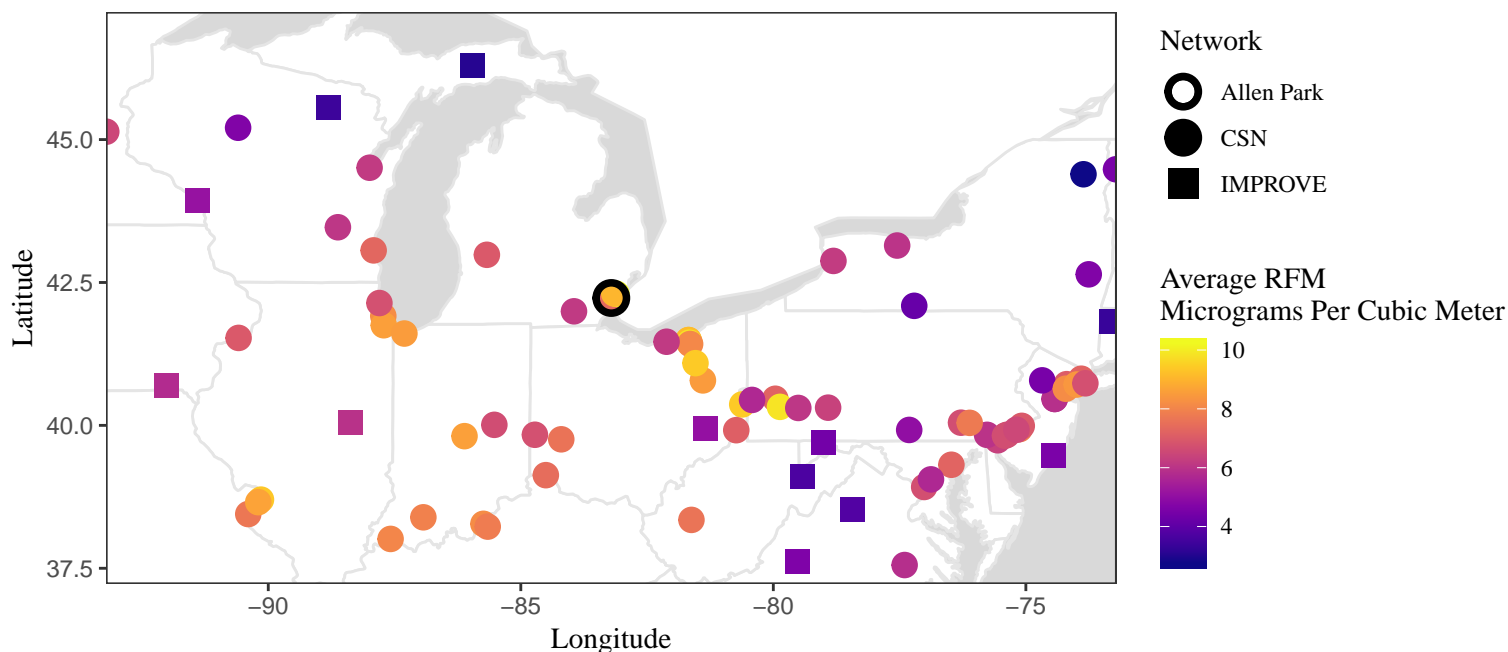 45.0
42.5
40.0
37.5
Latitude
−90
−85
−80
−75
Longitude
Network
Allen Park
CSN
IMPROVE
Average RFM
Micrograms Per Cubic Meter
10
8
6
4